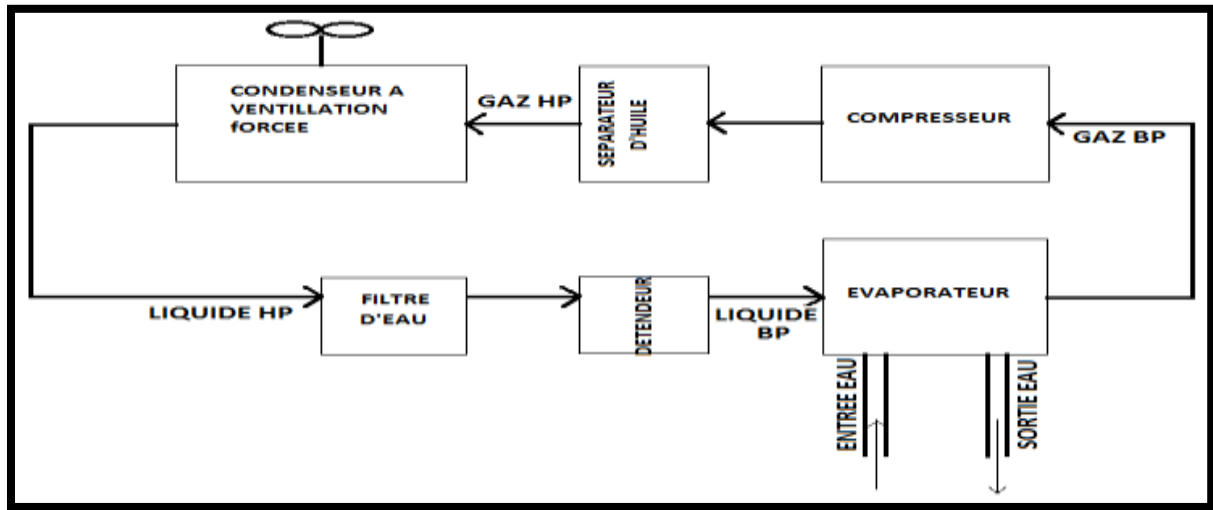 CONDENSEUR A
VENTILLATION
fORCEE
GAZ HP
SEPARATEUR
D'HUILE
COMPRESSEUR
GAZ BP
LIQUIDE HP
FILTRE
D'EAU
DETENDEUR
LIQUIDE
BP
EVAPORATEUR
ENTREE EAU
SORTIE EAU